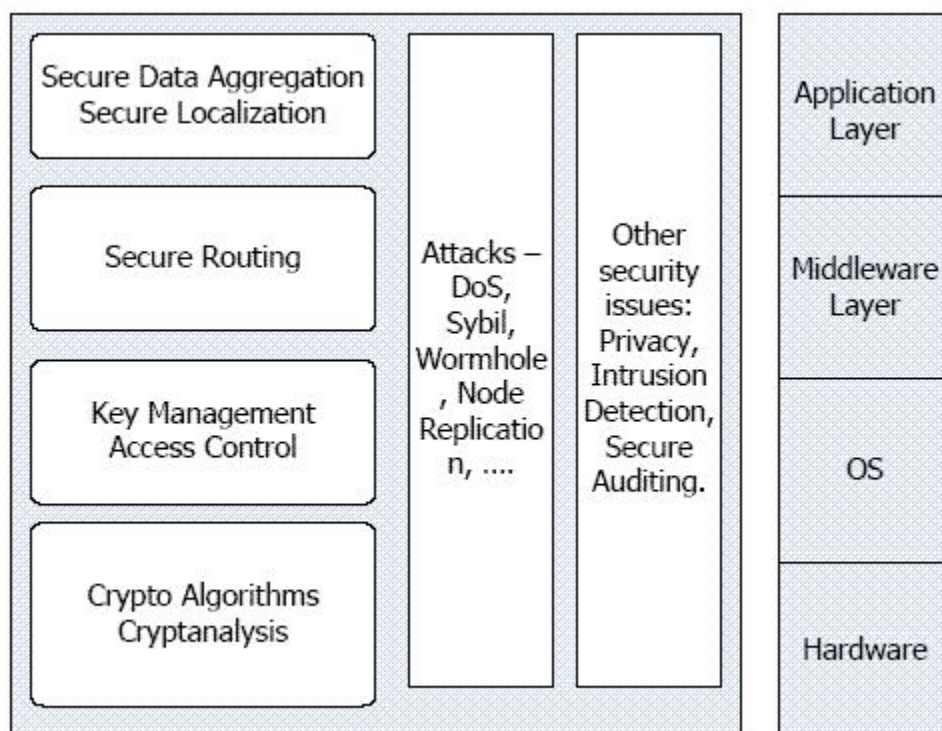 Secure Data Aggregation
Secure Localization
Secure Routing
Key Management
Access Control
Crypto Algorithms
Cryptanalysis
Attacks –
DoS,
Sybil,
Wormhole
, Node
Replicatio
n, ....
Other
security
issues:
Privacy,
Intrusion
Detection,
Secure
Auditing.
Application
Layer
Middleware
Layer
OS
Hardware